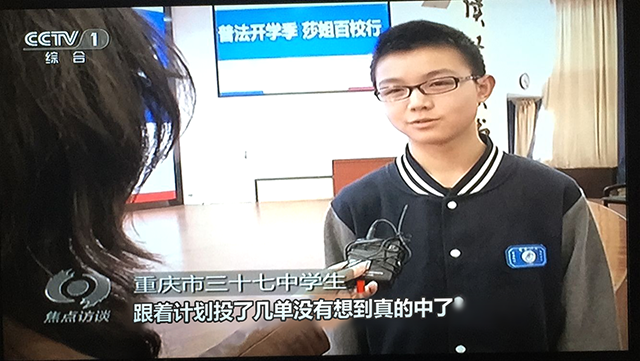 CCTV 1
综合
普法开学季 莎姐百校行
重庆市三十七中学生
跟着计划投了几单没有想到真的中了
焦点访谈